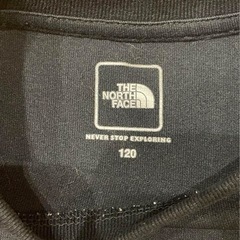 THE
NORTH
FACE
NEVER STOP EXPLORING
120